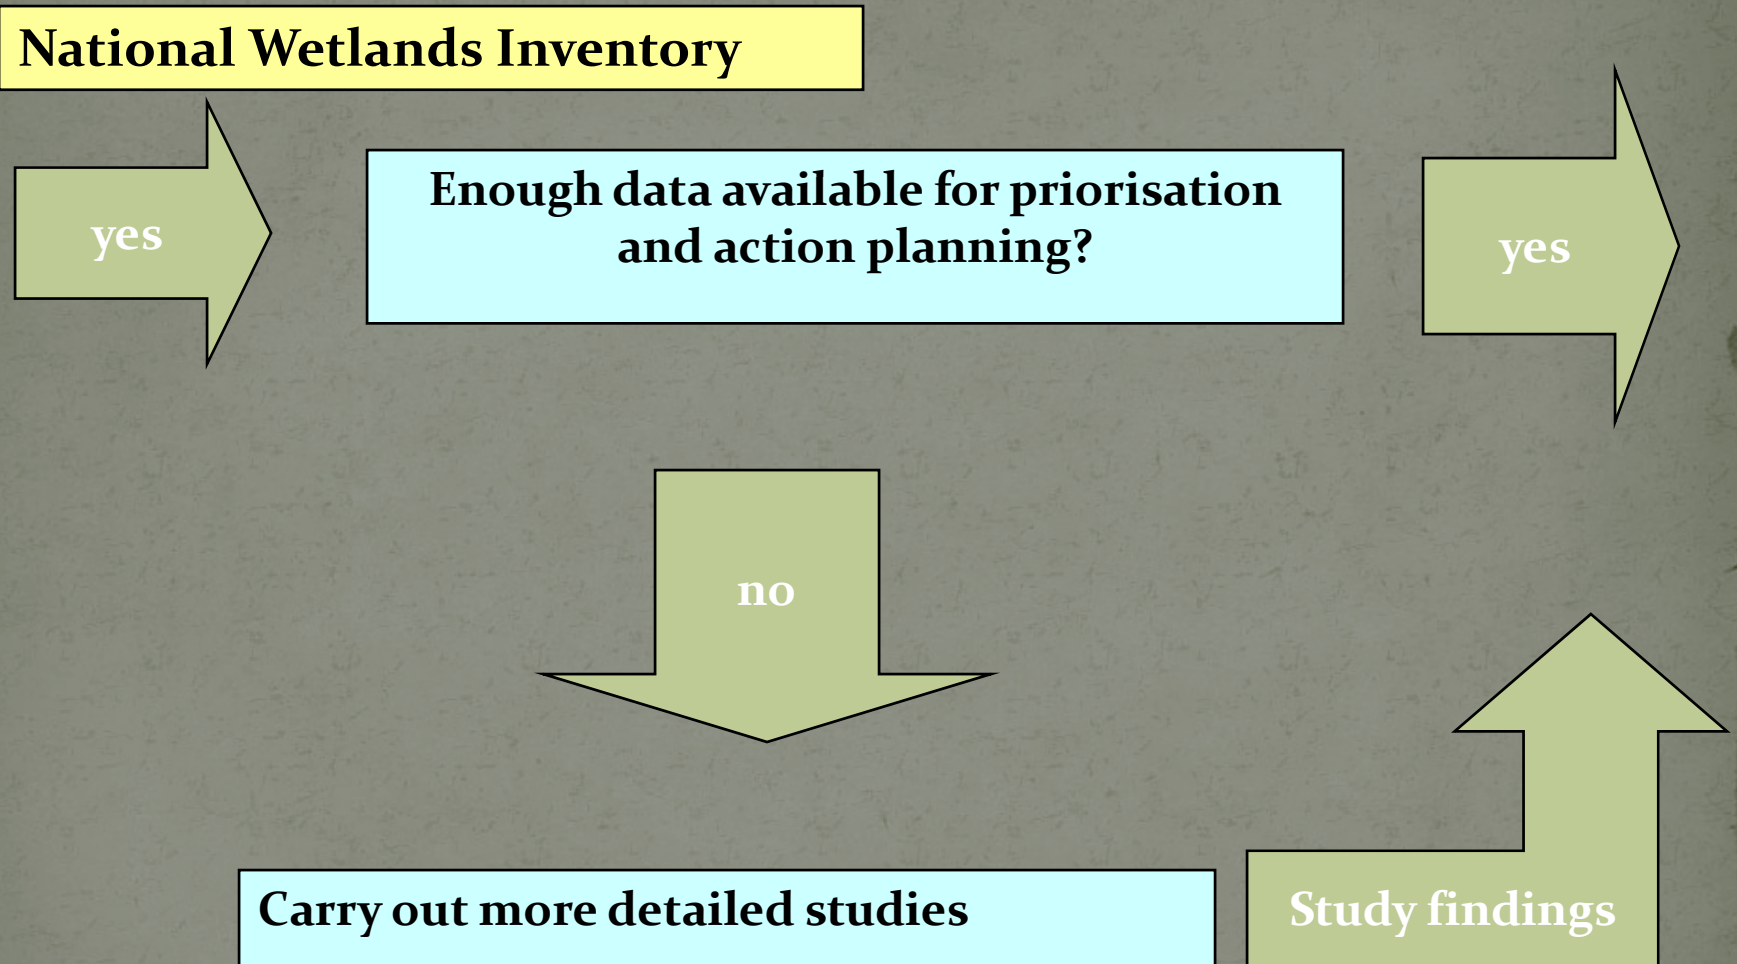 National Wetlands Inventory
yes
Enough data available for priorisation
and action planning?
yes
no
Carry out more detailed studies
Study findings